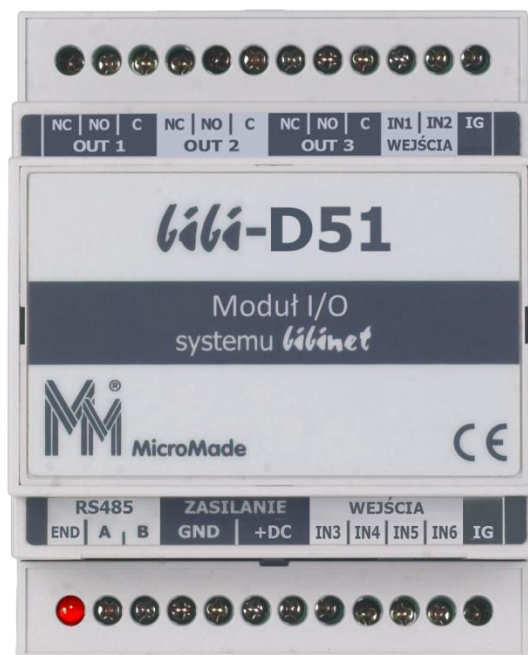 NC NO C NC NO C NC NO C IN1 IN2 IG
OUT 1 OUT 2 OUT 3 WEJŚCIA
bibi-D51
Moduł I/O
systemu bibinet
MM ®
MicroMade
CE
RS485 ZASILANIE WEJŚCIA
END A B GND +DC IN3 IN4 IN5 IN6 IG